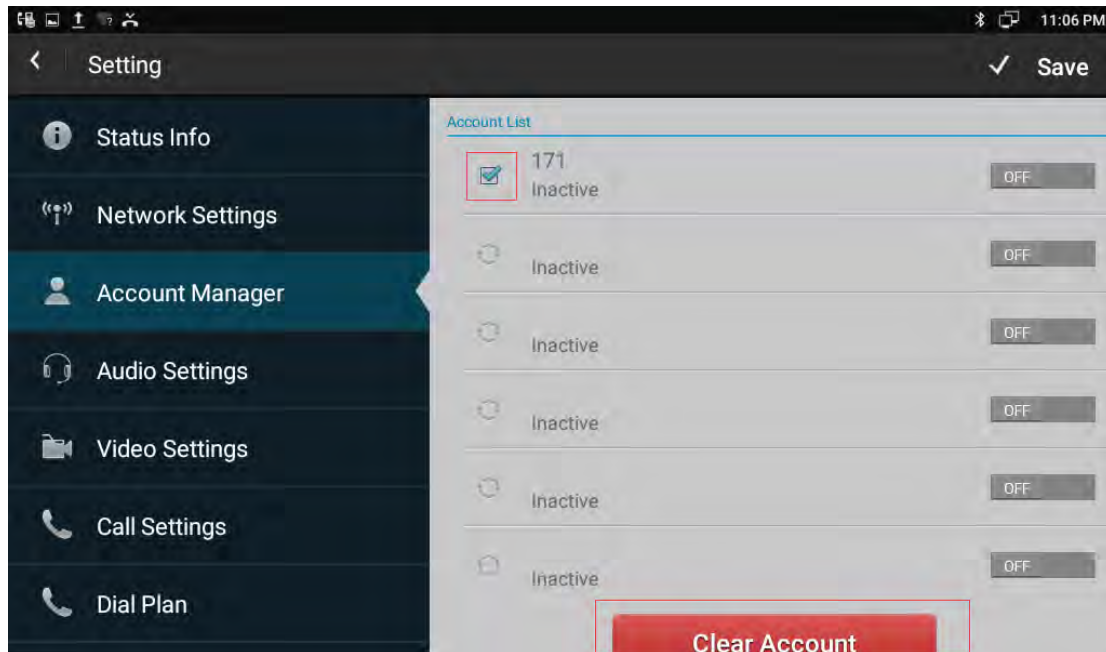 11:06 PM
Setting
Save
Status Info
Network Settings
Account Manager
Audio Settings
Video Settings
Call Settings
Dial Plan
Account List
171
Inactive
OFF
Inactive
OFF
Inactive
OFF
Inactive
OFF
Inactive
OFF
Inactive
OFF
Clear Account